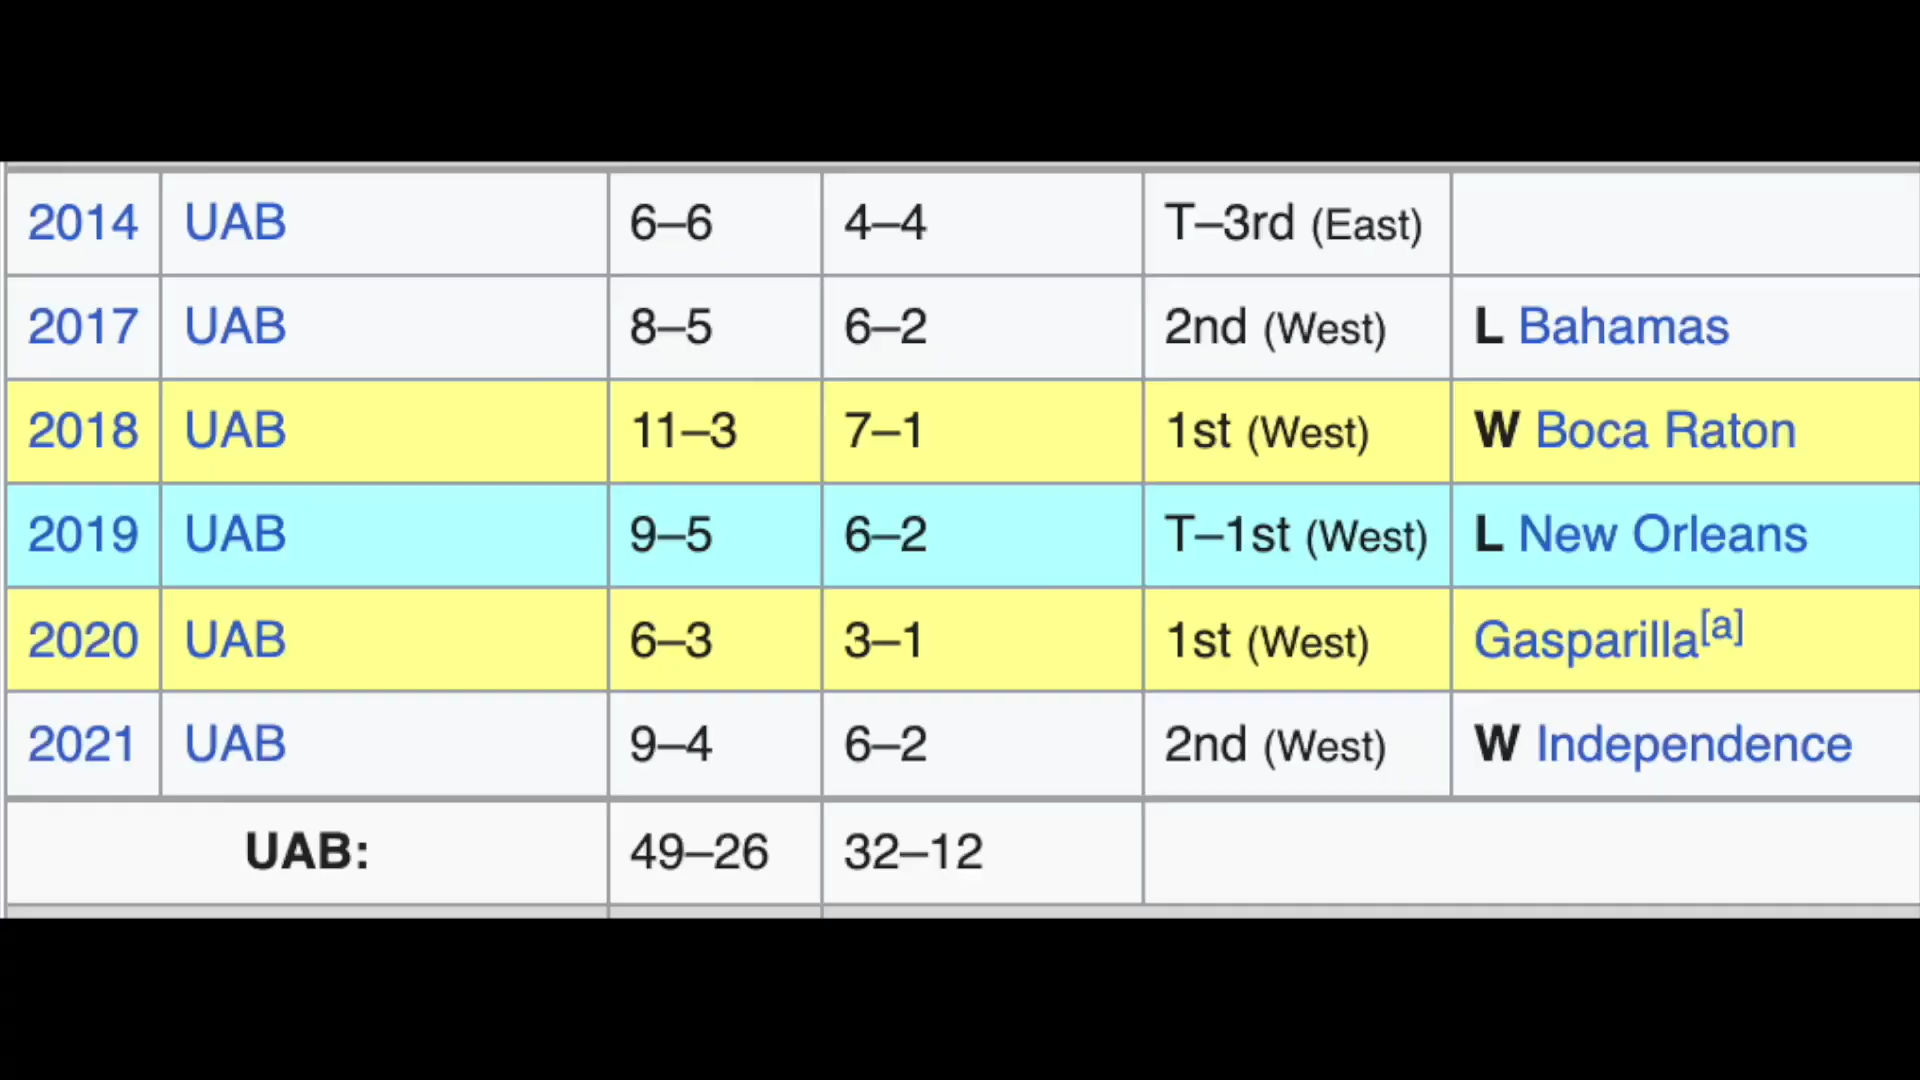 2014 UAB 6–6 4–4 T–3rd (East)
2017 UAB 8–5 6–2 2nd (West) L Bahamas
2018 UAB 11–3 7–1 1st (West) W Boca Raton
2019 UAB 9–5 6–2 T–1st (West) L New Orleans
2020 UAB 6–3 3–1 1st (West) Gasparilla[a]
2021 UAB 9–4 6–2 2nd (West) W Independence
UAB: 49–26 32–12